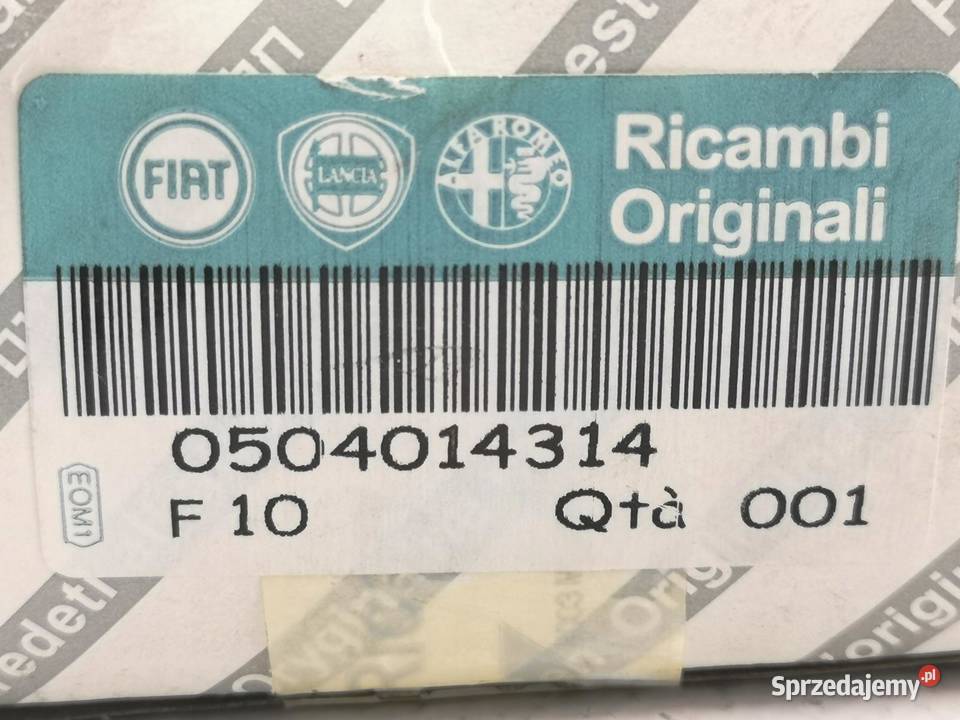 FIAT
LANCIA
ALFA ROMEO
Ricambi
Originali
0504014314
EOM1
F 10
Qtà 001
Sprzedajemy.pl